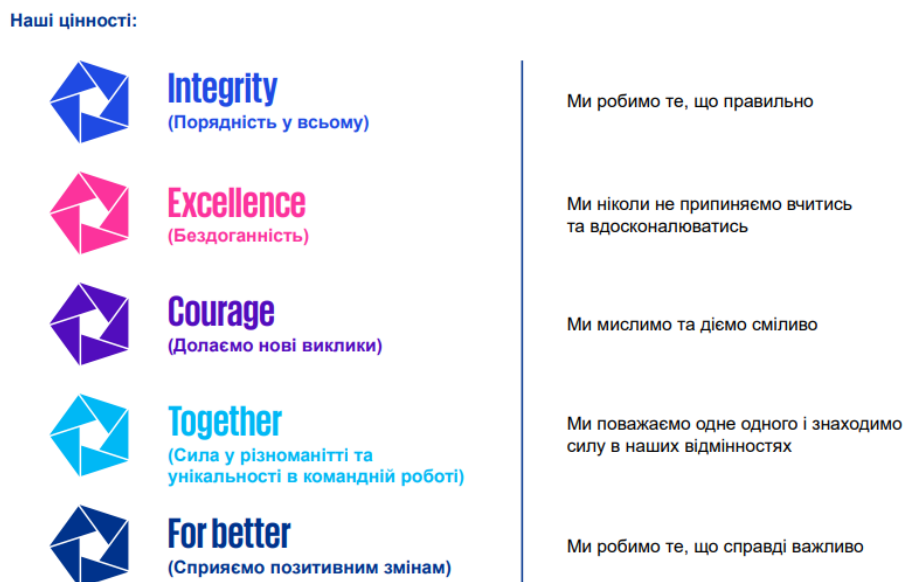 Наші цінності:
Integrity
(Порядність у всьому)
Ми робимо те, що правильно
Excellence
(Бездоганність)
Ми ніколи не припиняємо вчитись
та вдосконалюватись
Courage
(Долаємо нові виклики)
Ми мислимо та діємо сміливо
Together
(Сила у різноманітті та
унікальності в командній роботі)
Ми поважаємо одне одного і знаходимо
силу в наших відмінностях
For better
(Сприяємо позитивним змінам)
Ми робимо те, що справді важливо